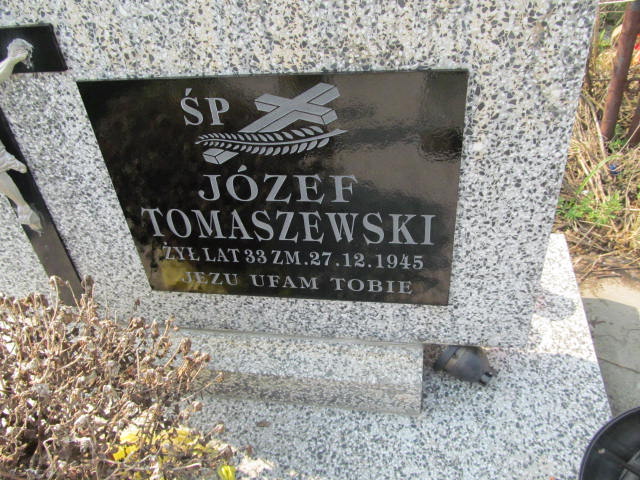 ŚP
JÓZEF
TOMASZEWSKI
ŻYŁ LAT 33 ZM. 27.12.1945
JEZU UFAM TOBIE